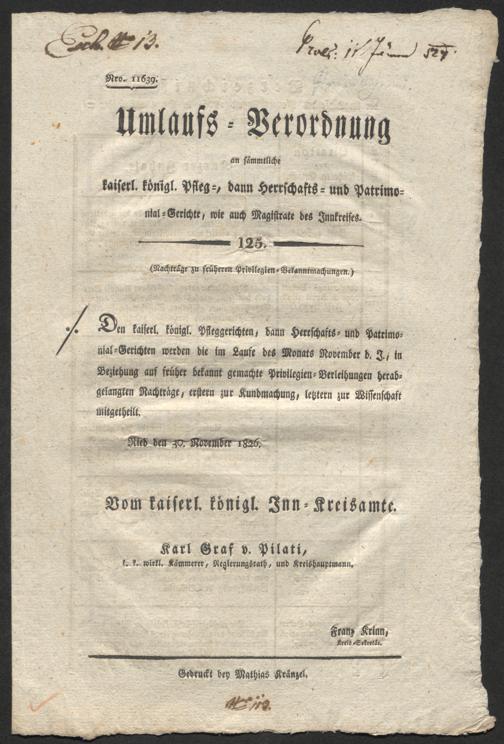 Exh. № 13.
Nro. 11639.
Umlaufs = Verordnung
an sämmtliche
kaiserl. königl. Pfleg=, dann Herrschafts = und Patrimo=
nial=Gerichte, wie auch Magistrate des Innkreises.
125.
(Nachträge zu früheren Privilegien=Bekanntmachungen.)
Den kaiserl. königl. Pfleggerichten, dann Herrschafts= und Patrimo=
nial=Gerichten werden die im Laufe des Monats November d. J., in
Beziehung auf früher bekannt gemachte Privilegien=Verleihungen herab=
gelangten Nachträge, erstern zur Kundmachung, letztern zur Wissenschaft
mitgetheilt.
Ried den 30. November 1826.
Vom kaiserl. königl. Inn=Kreisamte.
Karl Graf v. Pilati,
k. k. wirkl. Kämmerer, Regierungsrath, und Kreishauptmann.
Franz Krinn,
Kreis=Sekretär.
Gedruckt bey Mathias Kränzel.